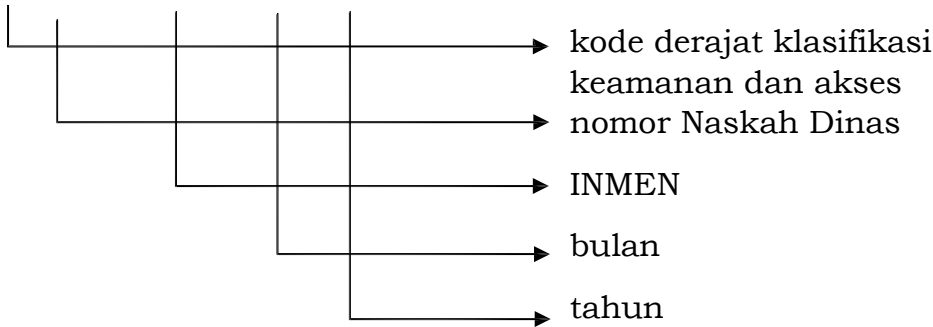 kode derajat klasifikasi
keamanan dan akses
nomor Naskah Dinas
INMEN
bulan
tahun